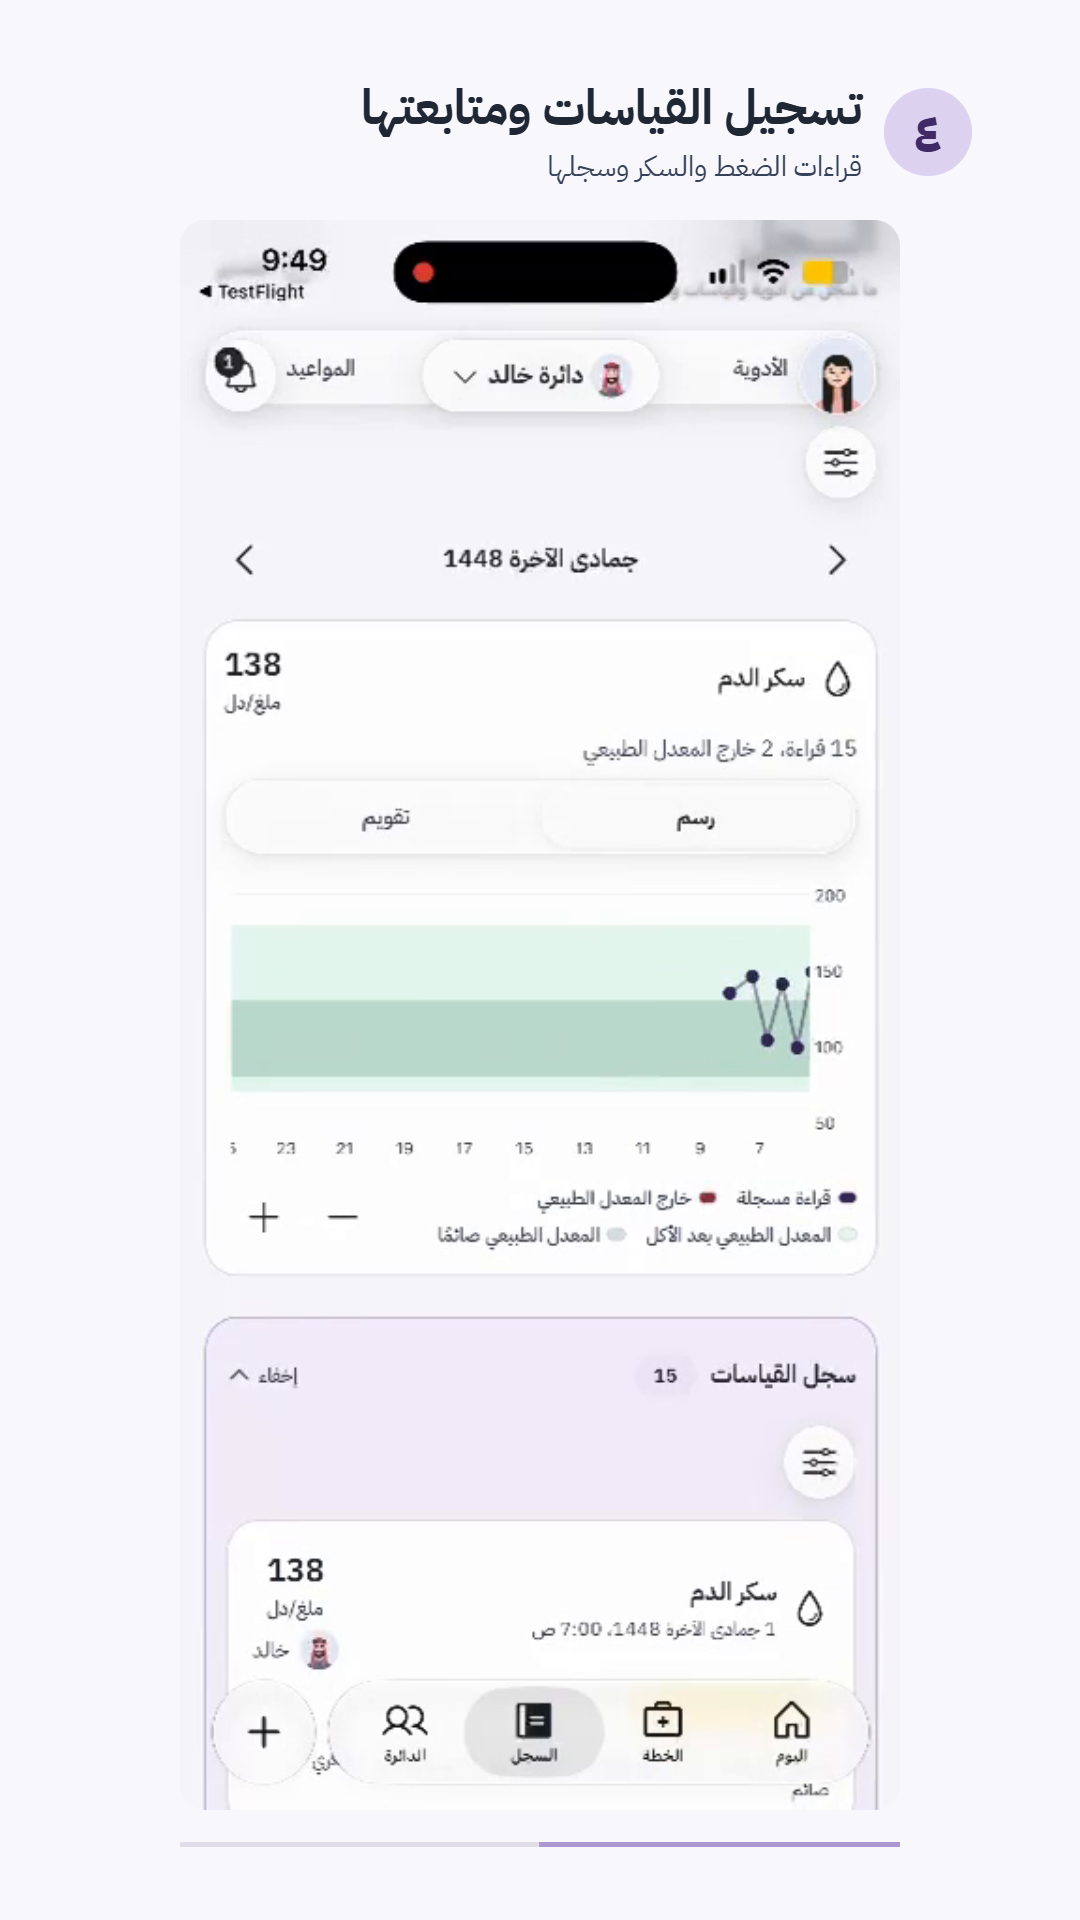 ٤
تسجيل القياسات ومتابعتها
قراءات الضغط والسكر وسجلها
9:49
◀ TestFlight
الأدوية
دائرة خالد
المواعيد
1
جمادى الآخرة 1448
سكر الدم
138
ملغ/دل
15 قراءة، 2 خارج المعدل الطبيعي
رسم
تقويم
200
150
100
50
7 9 11 13 15 17 19 21 23
قراءة مسجلة
خارج المعدل الطبيعي
المعدل الطبيعي بعد الأكل
المعدل الطبيعي صائمًا
سجل القياسات 15
إخفاء
سكر الدم
138
ملغ/دل
1 جمادى الآخرة 1448، 7:00 ص
خالد
اليوم
الخطة
السجل
الدائرة
صائم